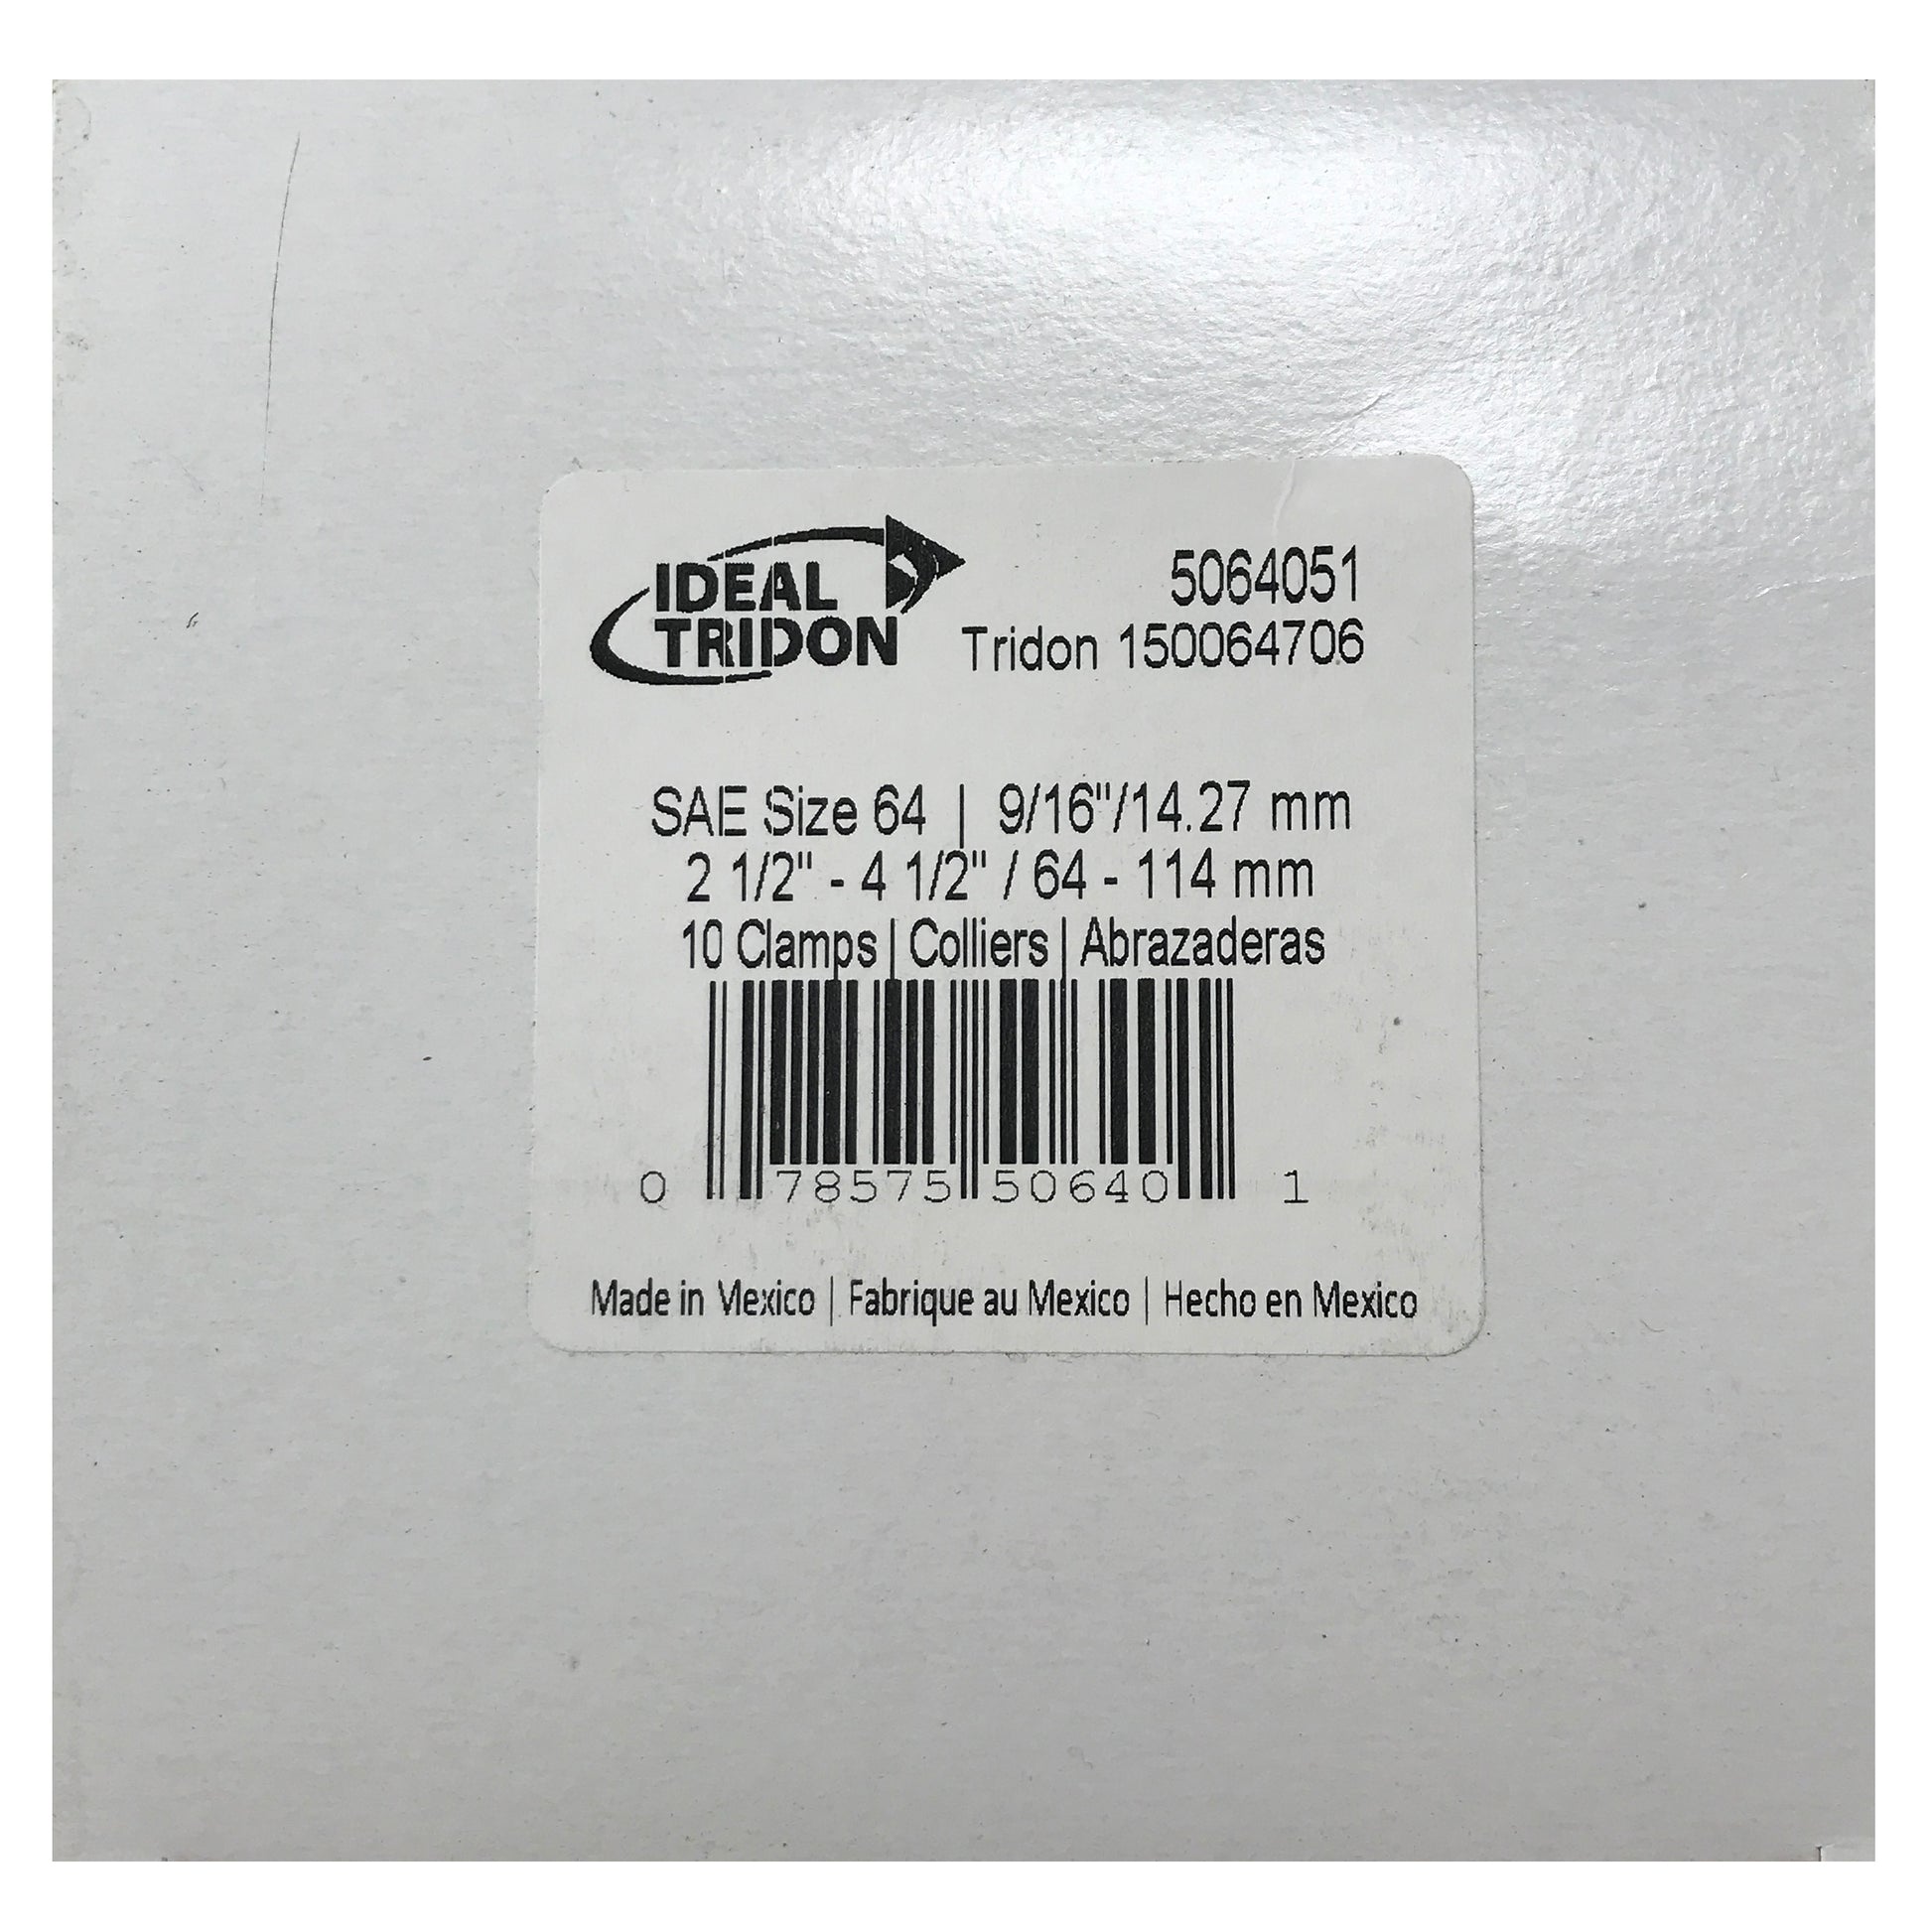 IDEAL
TRIDON
5064051
Tridon 150064706
SAE Size 64 | 9/16"/14.27 mm
2 1/2" - 4 1/2" / 64 - 114 mm
10 Clamps | Colliers | Abrazaderas
0 78575 50640 1
Made in Mexico | Fabrique au Mexico | Hecho en Mexico